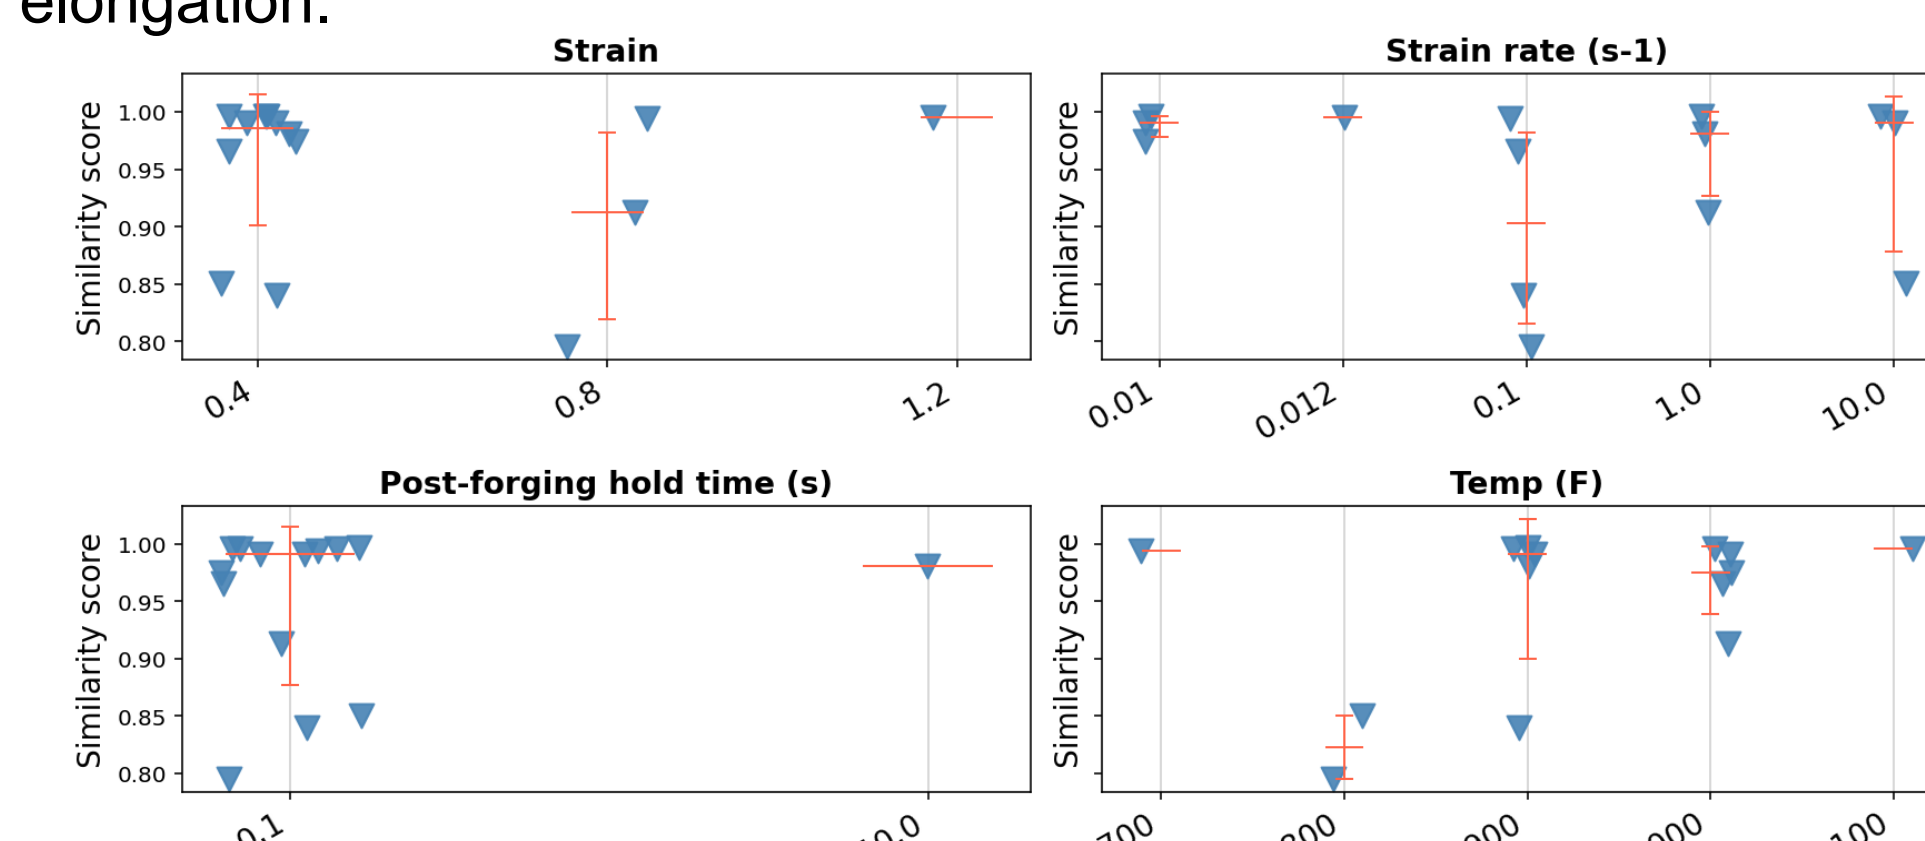 elongation.
Strain
Strain rate (s-1)
Similarity score
1.00
0.95
0.90
0.85
0.80
0.4
0.8
1.2
Similarity score
0.01
0.012
0.1
1.0
10.0
Post-forging hold time (s)
Temp (F)
Similarity score
1.00
0.95
0.90
0.85
0.80
0.1
Similarity score